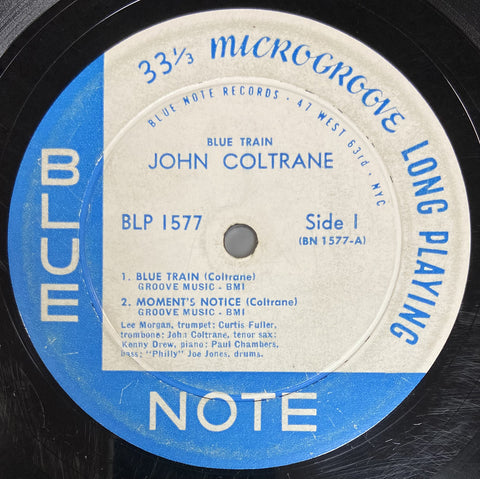 33 1/3 MICROGROOVE LONG PLAYING
BLUE NOTE RECORDS · 47 WEST 63rd · NYC
BLUE TRAIN
JOHN COLTRANE
BLP 1577
Side 1
(BN 1577-A)
1. BLUE TRAIN (Coltrane)
GROOVE MUSIC - BMI
2. MOMENT'S NOTICE (Coltrane)
GROOVE MUSIC - BMI
Lee Morgan, trumpet; Curtis Fuller,
trombone; John Coltrane, tenor sax;
Kenny Drew, piano; Paul Chambers,
bass; "Philly" Joe Jones, drums.
BLUE
NOTE